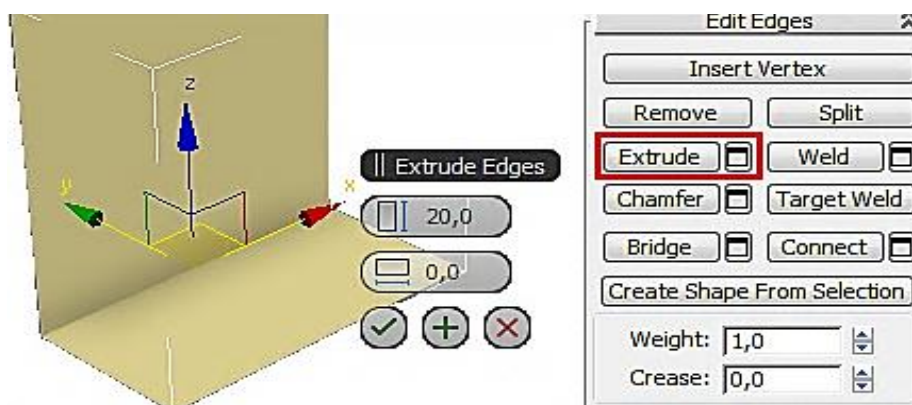 z
y
x
Extrude Edges
20,0
0,0
Edit Edges
Insert Vertex
Remove Split
Extrude Weld
Chamfer Target Weld
Bridge Connect
Create Shape From Selection
Weight: 1,0
Crease: 0,0